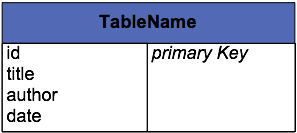 TableName
id primary Key
title
author
date